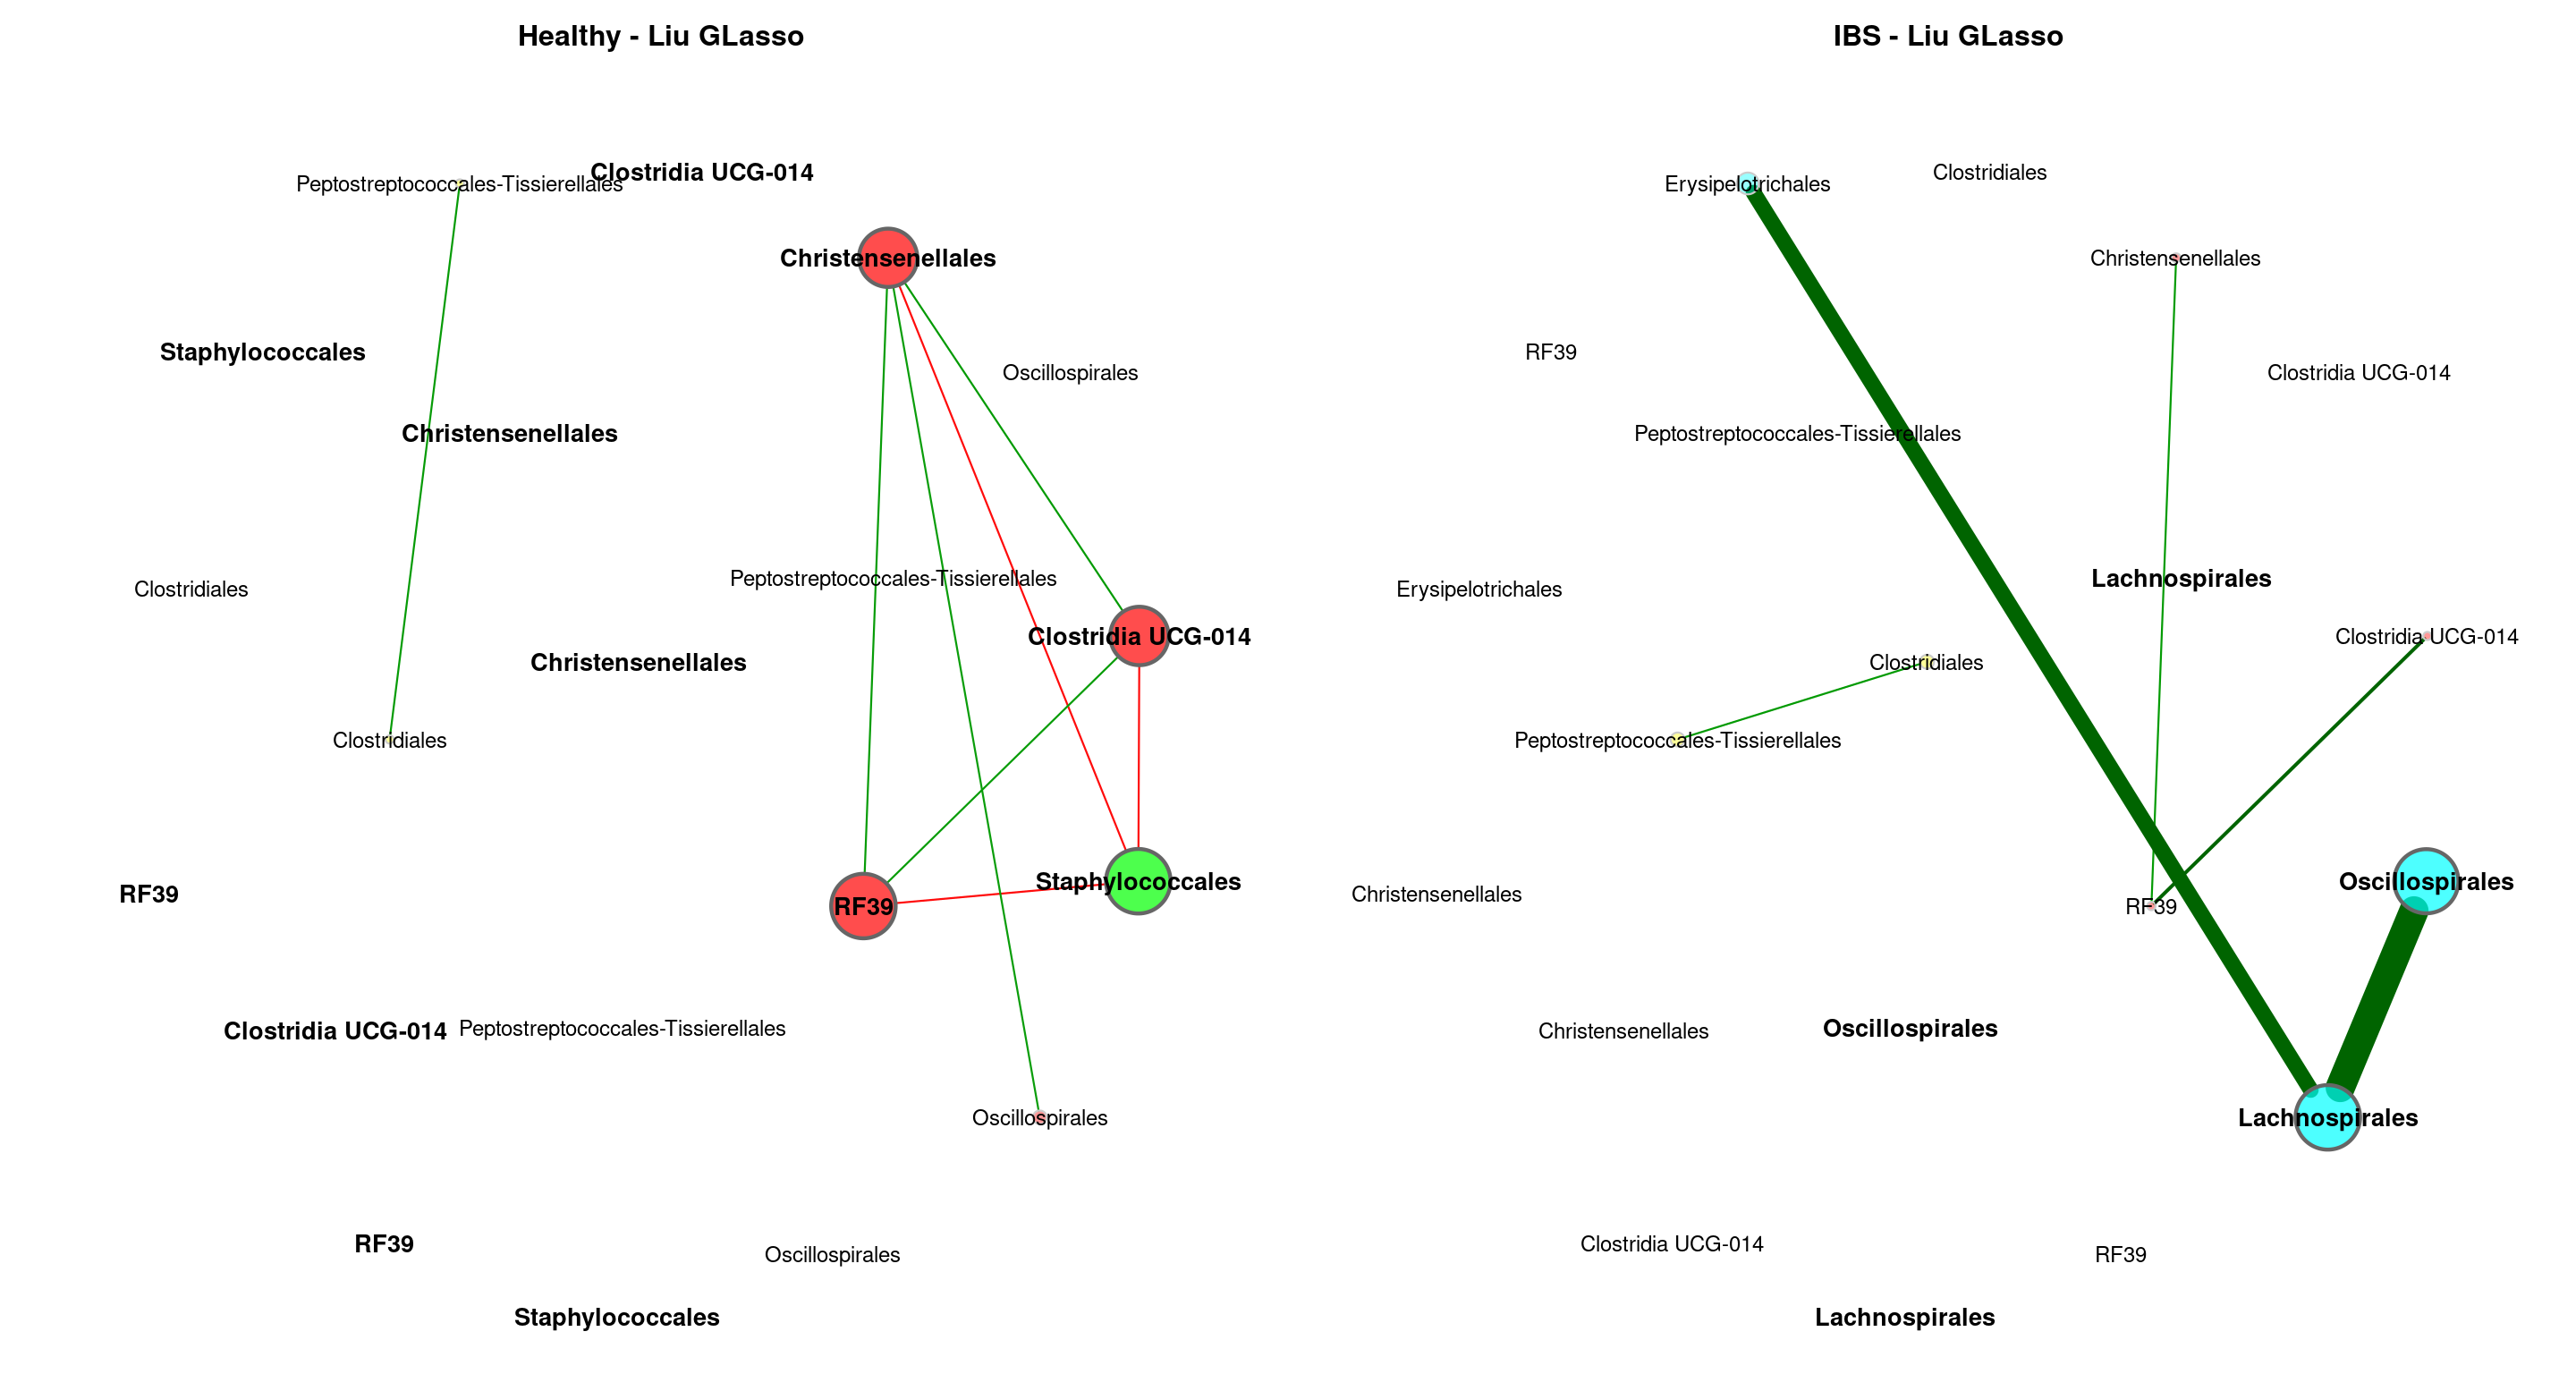 Healthy - Liu GLasso
Peptostreptococcales-Tissierellales
Clostridia UCG-014
Christensenellales
Staphylococcales
Oscillospirales
Christensenellales
Peptostreptococcales-Tissierellales
Clostridiales
Clostridia UCG-014
Christensenellales
Clostridiales
Staphylococcales
RF39
RF39
Clostridia UCG-014
Peptostreptococcales-Tissierellales
Oscillospirales
RF39
Oscillospirales
Staphylococcales
IBS - Liu GLasso
Erysipelotrichales
Clostridiales
Christensenellales
RF39
Clostridia UCG-014
Peptostreptococcales-Tissierellales
Lachnospirales
Erysipelotrichales
Clostridia UCG-014
Clostridiales
Peptostreptococcales-Tissierellales
Oscillospirales
Christensenellales
RF39
Christensenellales
Oscillospirales
Lachnospirales
Clostridia UCG-014
RF39
Lachnospirales